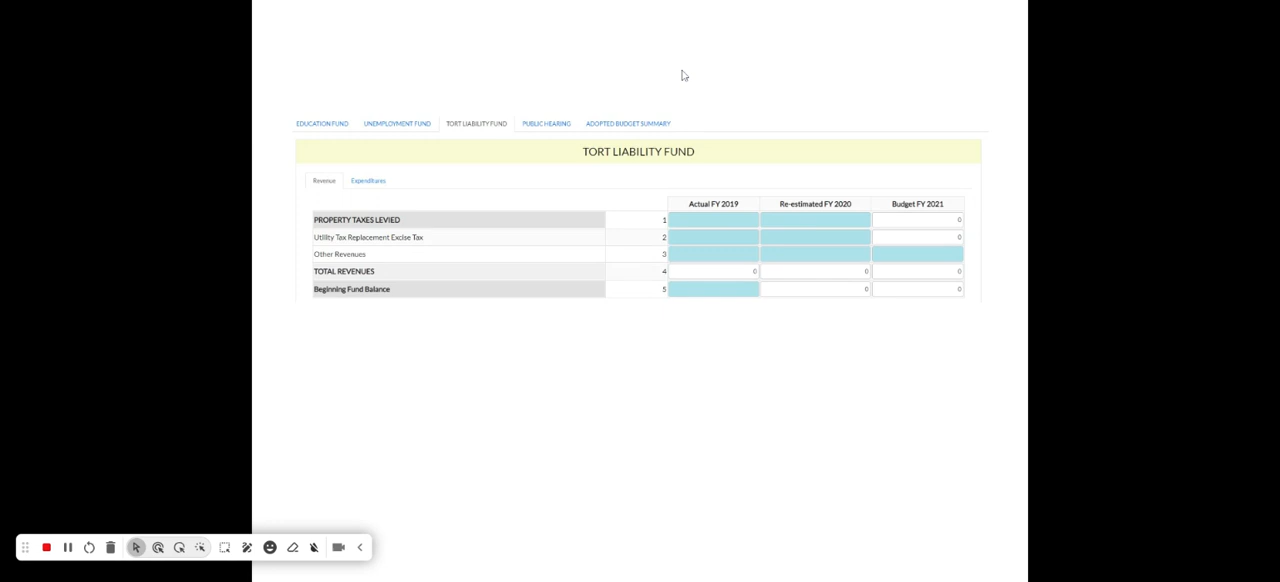 EDUCATION FUND UNEMPLOYMENT FUND TORT LIABILITY FUND PUBLIC HEARING ADOPTED BUDGET SUMMARY
TORT LIABILITY FUND
Revenue Expenditures
Actual FY 2019 Re-estimated FY 2020 Budget FY 2021
PROPERTY TAXES LEVIED 1 0
Utility Tax Replacement Excise Tax 2 0
Other Revenues 3
TOTAL REVENUES 4 0 0 0
Beginning Fund Balance 5 0 0